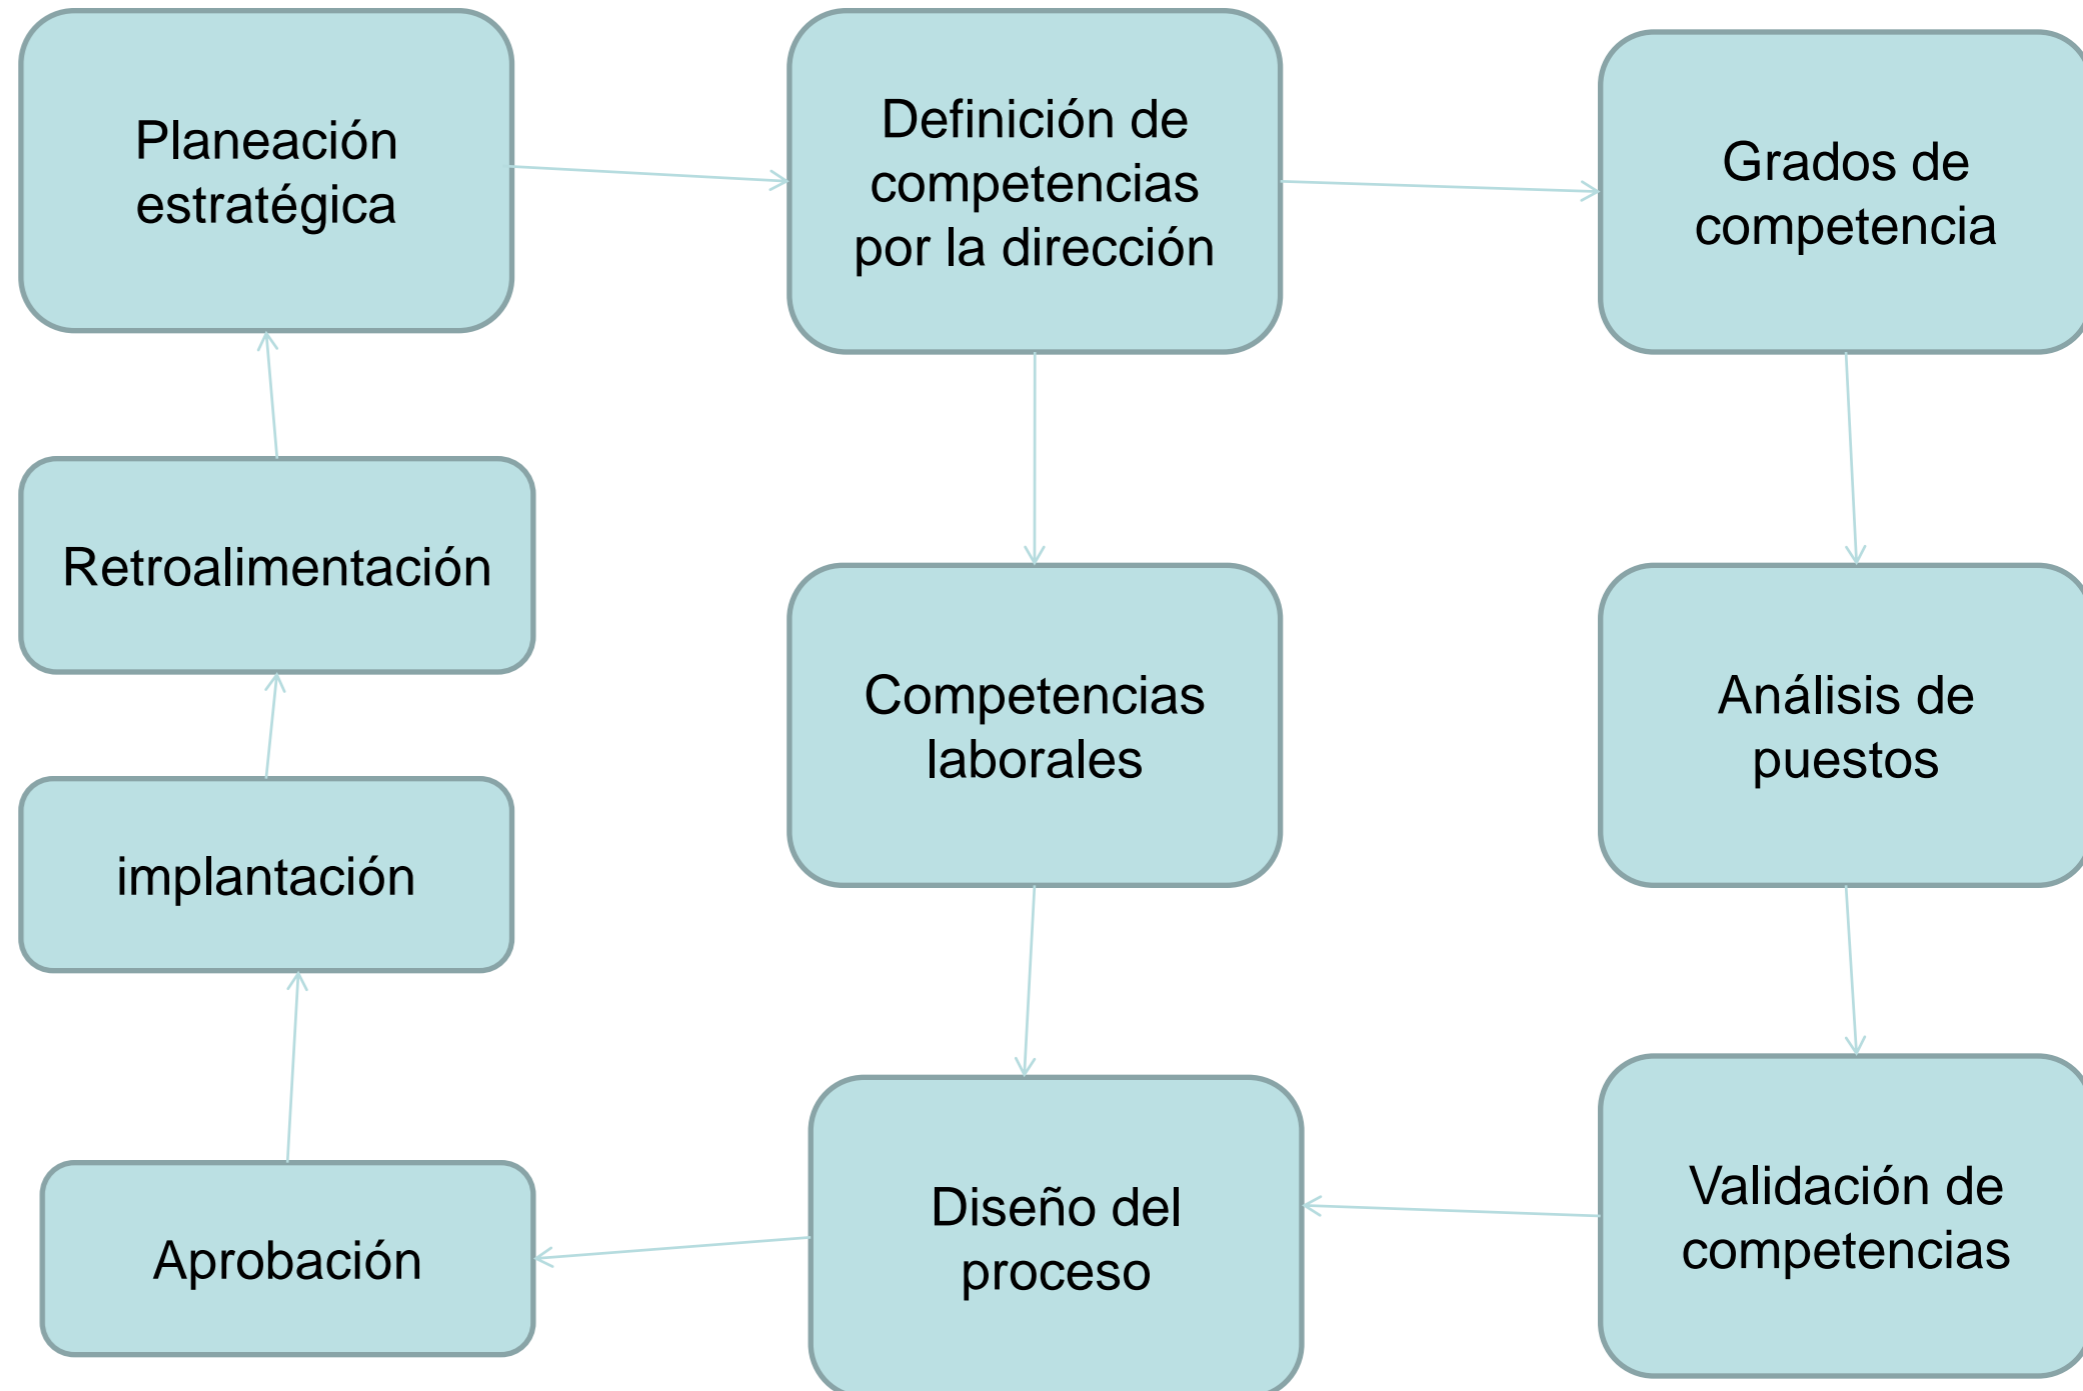 Planeación
estratégica
Definición de
competencias
por la dirección
Grados de
competencia
Retroalimentación
Competencias
laborales
Análisis de
puestos
implantación
Aprobación
Diseño del
proceso
Validación de
competencias